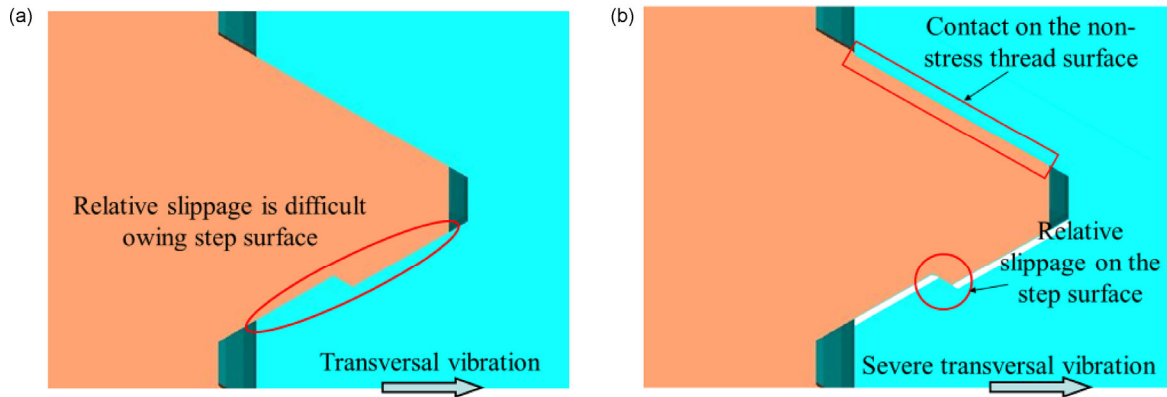 (a)
Relative slippage is difficult
owing step surface
Transversal vibration
(b)
Contact on the non-
stress thread surface
Relative
slippage on the
step surface
Severe transversal vibration